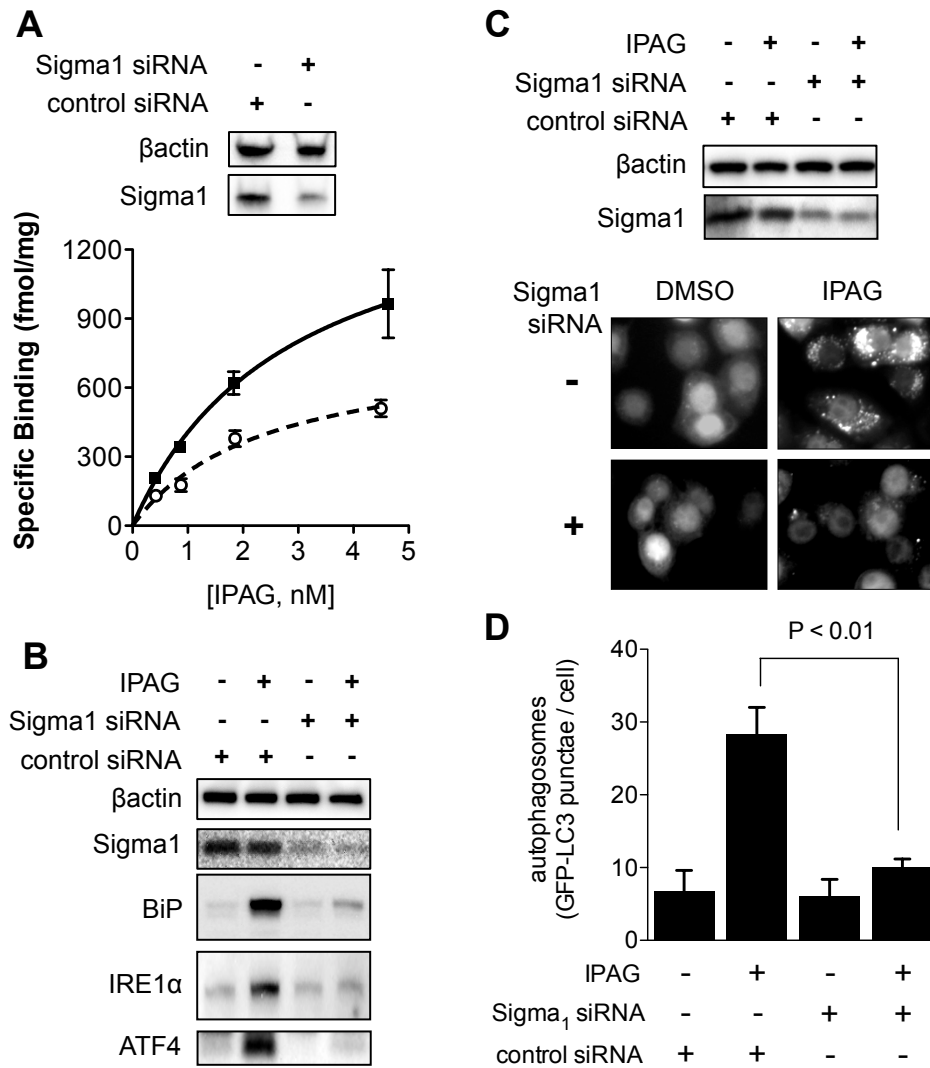 A
Sigma1 siRNA - +
control siRNA + -
βactin
Sigma1
Specific Binding (fmol/mg)
1200
900
600
300
0
0 1 2 3 4 5
[IPAG, nM]
B
IPAG - + - +
Sigma1 siRNA - - + +
control siRNA + + - -
βactin
Sigma1
BiP
IRE1α
ATF4
C
IPAG - + - +
Sigma1 siRNA - - + +
control siRNA + + - -
βactin
Sigma1
Sigma1 DMSO IPAG
siRNA
-
+
D
P < 0.01
autophagosomes
(GFP-LC3 punctae / cell)
40
30
20
10
0
IPAG - + - +
Sigma₁ siRNA - - + +
control siRNA + + - -